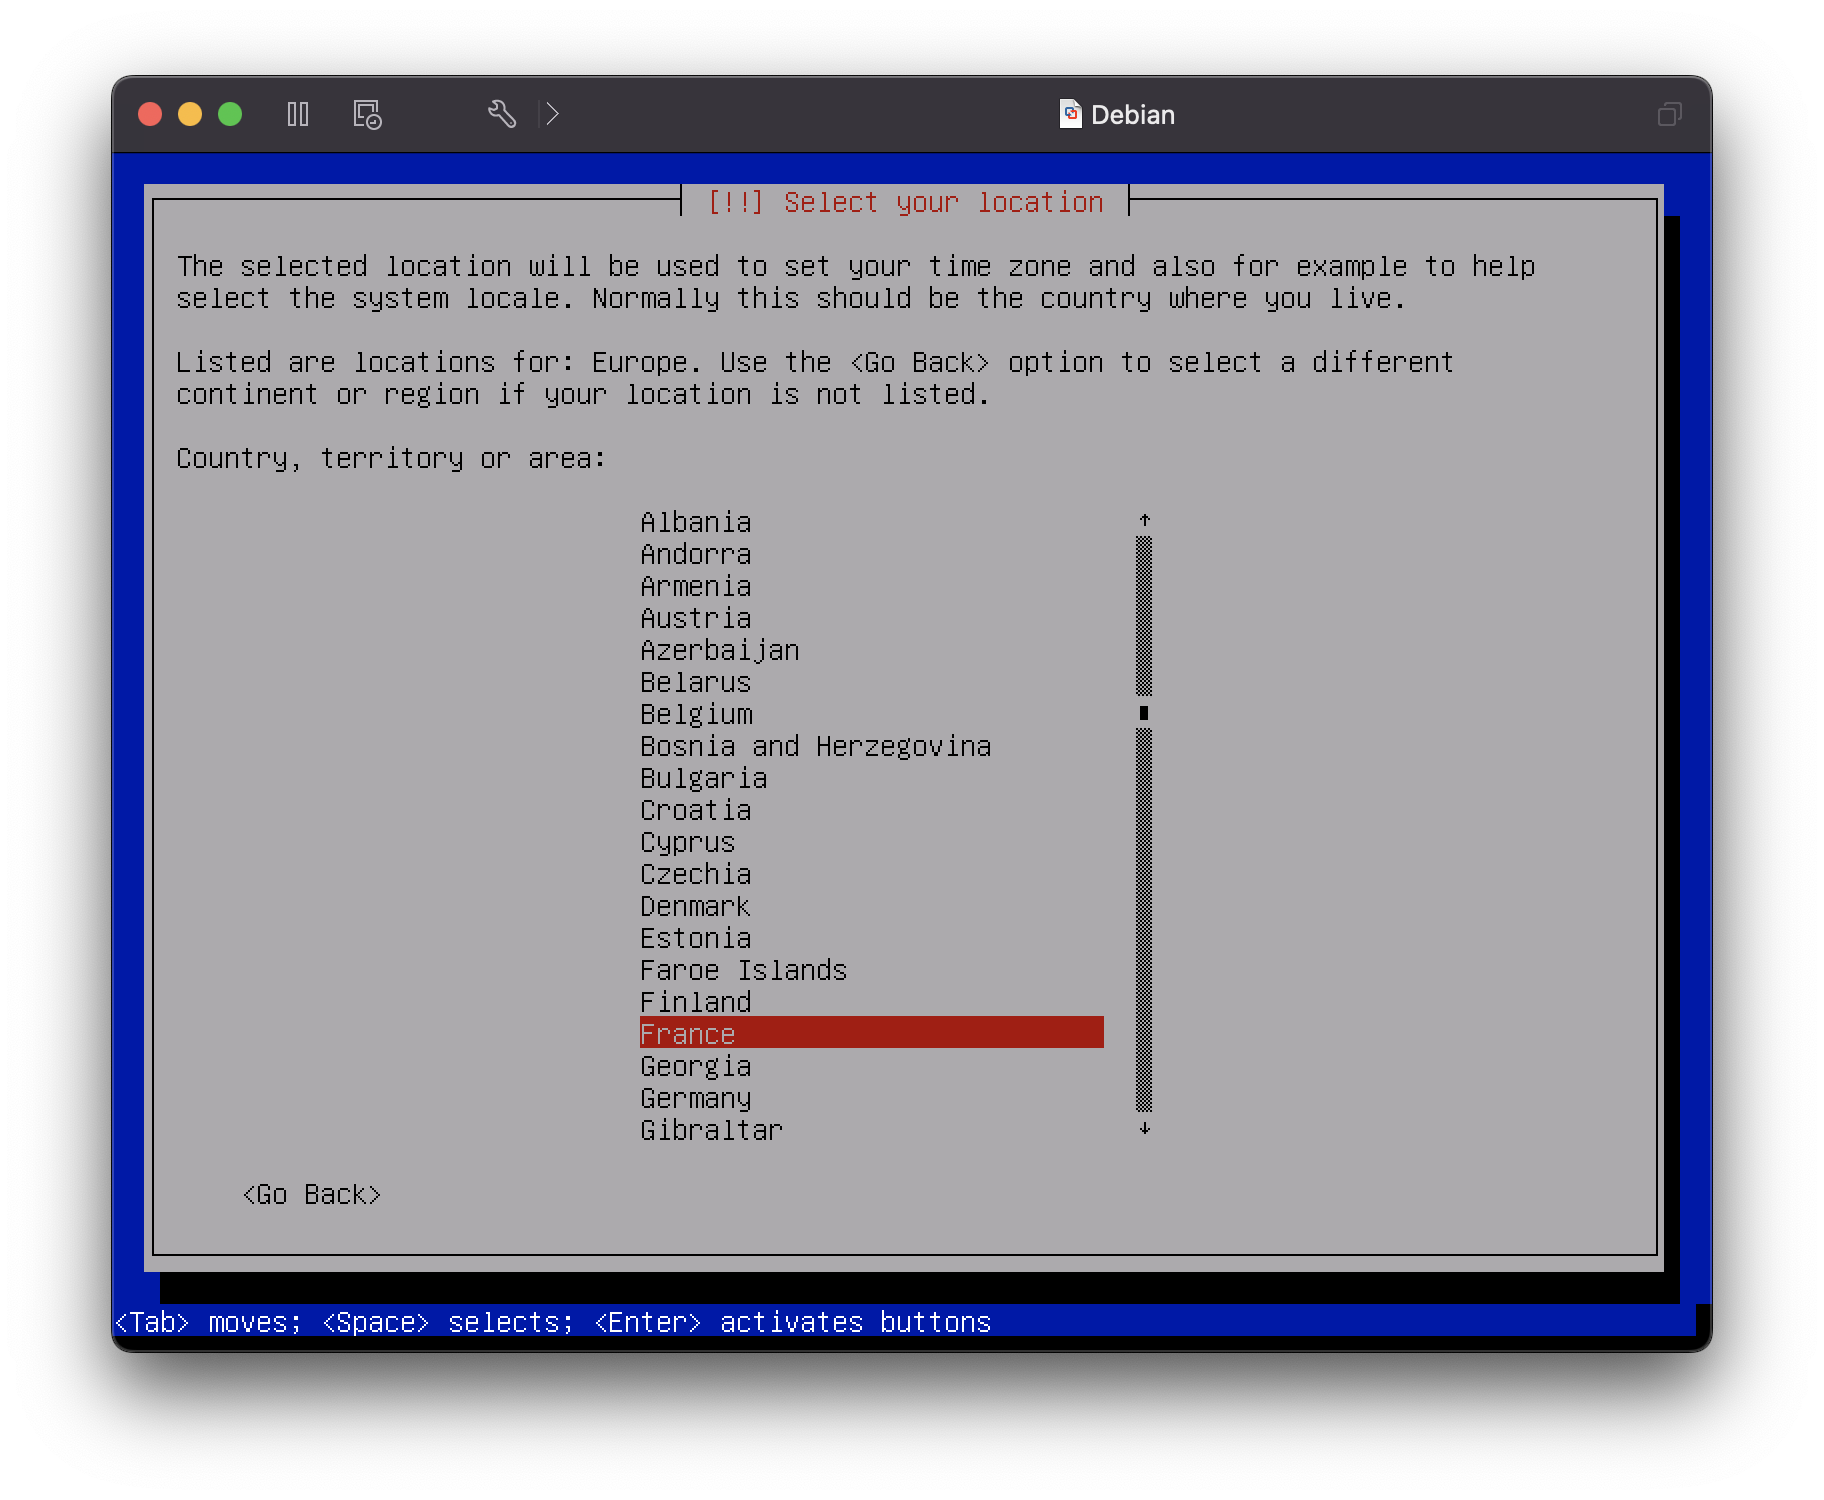 Debian
[!!] Select your location
The selected location will be used to set your time zone and also for example to help
select the system locale. Normally this should be the country where you live.
Listed are locations for: Europe. Use the <Go Back> option to select a different
continent or region if your location is not listed.
Country, territory or area:
Albania
Andorra
Armenia
Austria
Azerbaijan
Belarus
Belgium
Bosnia and Herzegovina
Bulgaria
Croatia
Cyprus
Czechia
Denmark
Estonia
Faroe Islands
Finland
France
Georgia
Germany
Gibraltar
<Go Back>
<Tab> moves; <Space> selects; <Enter> activates buttons